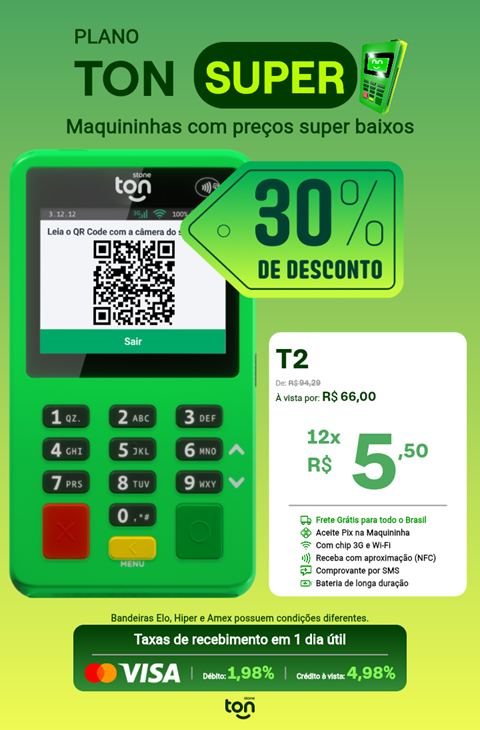 PLANO
TON SUPER
Maquininhas com preços super baixos
stone
ton
3. 12. 12 3G 100%
Leia o QR Code com a câmera do s
Sair
30%
DE DESCONTO
1 QZ. 2 ABC 3 DEF
4 GHI 5 JKL 6 MNO
7 PRS 8 TUV 9 WXY
0 ,*#
MENU
T2
De: R$ 94,29
À vista por: R$ 66,00
12x
R$ 5,50
Frete Grátis para todo o Brasil
Aceite Pix na Maquininha
Com chip 3G e Wi-Fi
Receba com aproximação (NFC)
Comprovante por SMS
Bateria de longa duração
Bandeiras Elo, Hiper e Amex possuem condições diferentes.
Taxas de recebimento em 1 dia útil
VISA | Débito: 1,98% | Crédito à vista: 4,98%
stone
ton